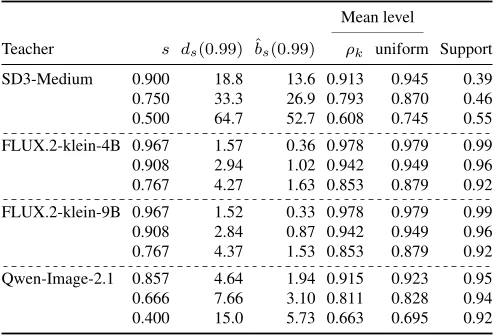 Mean level
Teacher s d_s(0.99) b̂_s(0.99) ρ_k uniform Support
SD3-Medium 0.900 18.8 13.6 0.913 0.945 0.39
0.750 33.3 26.9 0.793 0.870 0.46
0.500 64.7 52.7 0.608 0.745 0.55
FLUX.2-klein-4B 0.967 1.57 0.36 0.978 0.979 0.99
0.908 2.94 1.02 0.942 0.949 0.96
0.767 4.27 1.63 0.853 0.879 0.92
FLUX.2-klein-9B 0.967 1.52 0.33 0.978 0.979 0.99
0.908 2.84 0.87 0.942 0.949 0.96
0.767 4.37 1.53 0.853 0.879 0.92
Qwen-Image-2.1 0.857 4.64 1.94 0.915 0.923 0.95
0.666 7.66 3.10 0.811 0.828 0.94
0.400 15.0 5.73 0.663 0.695 0.92